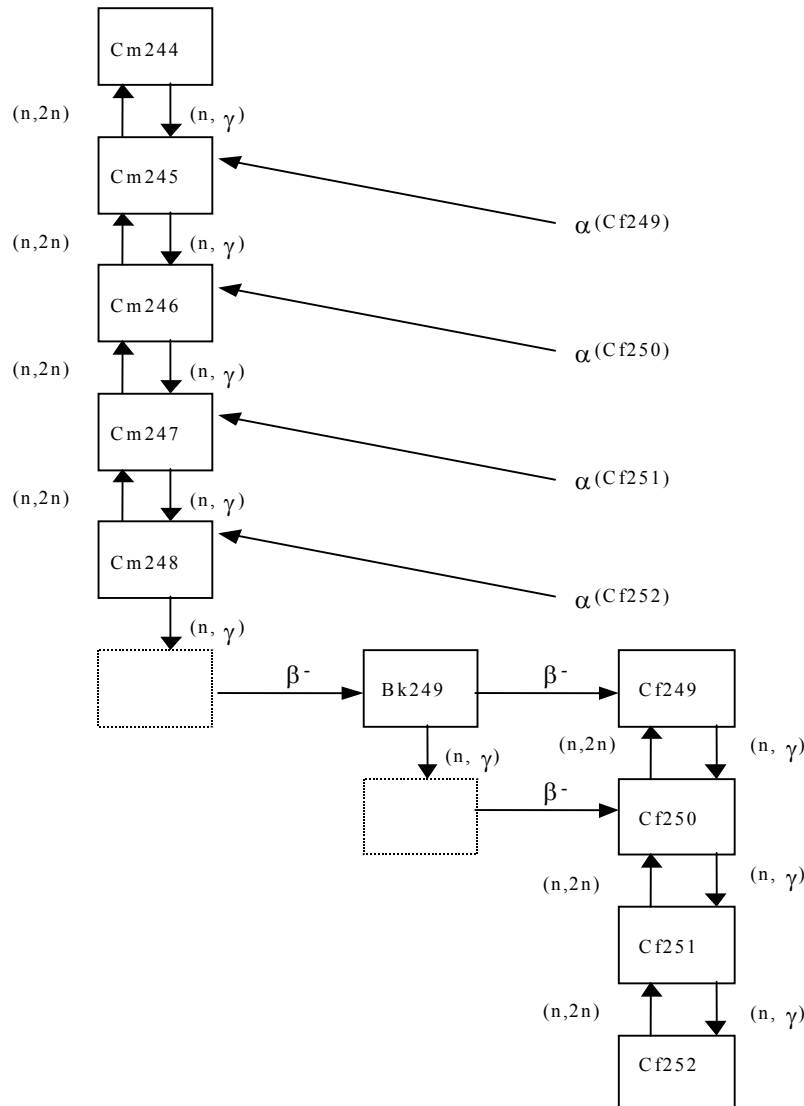 Cm244
(n,2n) (n, γ)
Cm245
α(Cf249)
(n,2n) (n, γ)
Cm246
α(Cf250)
(n,2n) (n, γ)
Cm247
α(Cf251)
(n,2n) (n, γ)
Cm248
α(Cf252)
(n, γ)
β- Bk249 β- Cf249
(n, γ) (n,2n) (n, γ)
β- Cf250
(n,2n) (n, γ)
Cf251
(n,2n) (n, γ)
Cf252